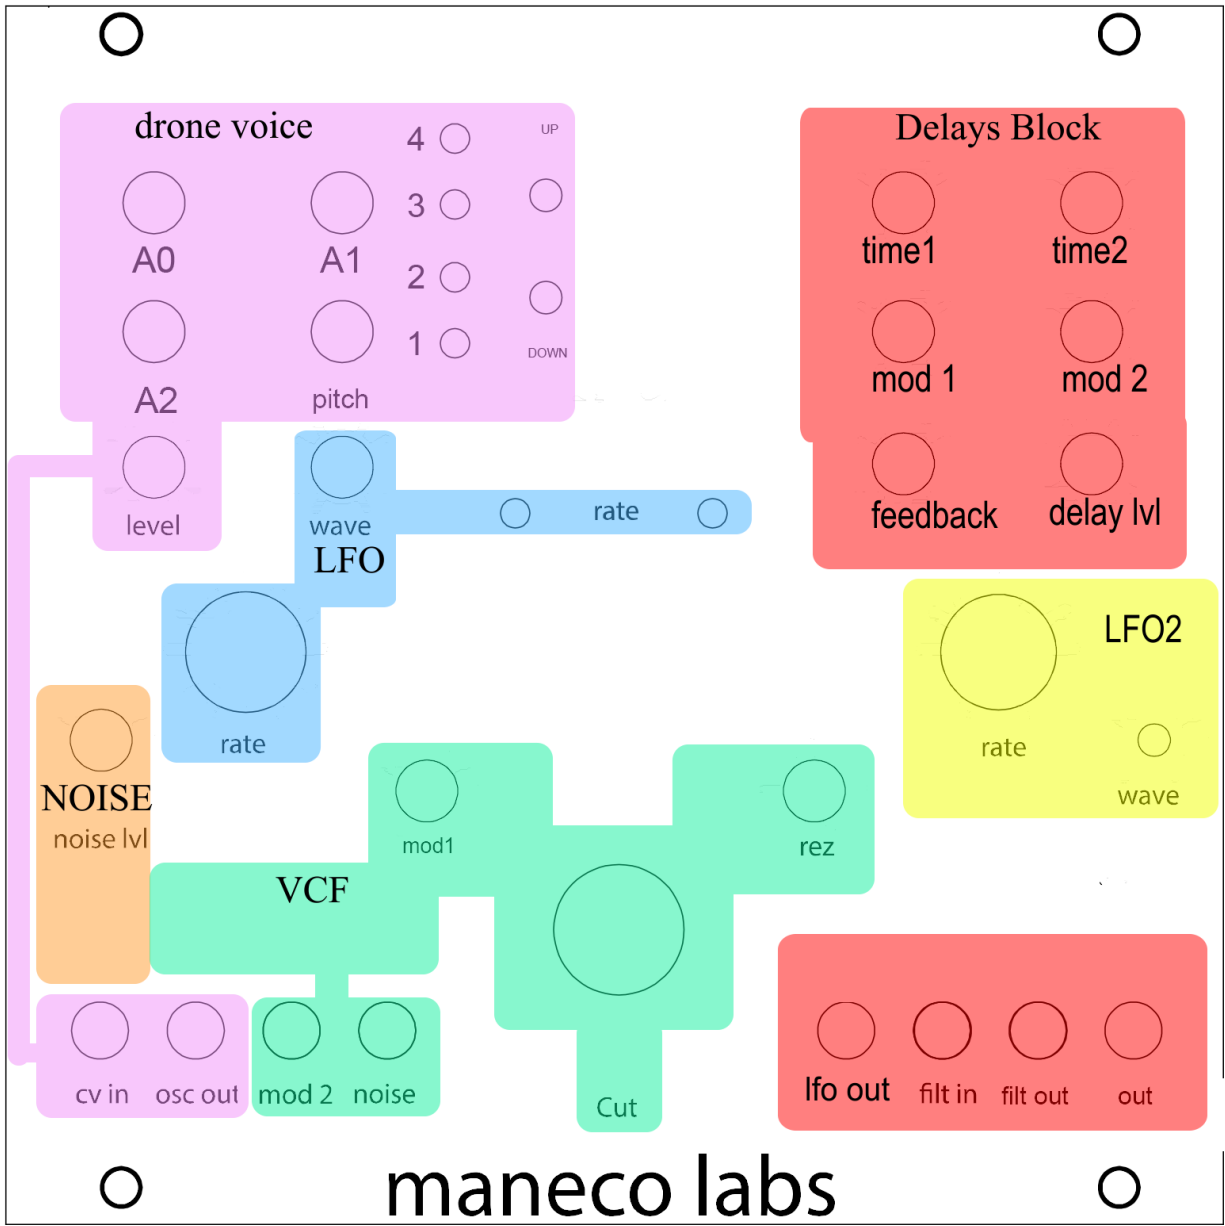 drone voice
4
UP
3
A0
A1
2
1
DOWN
A2
pitch
level
wave
rate
LFO
rate
Delays Block
time1
time2
mod 1
mod 2
feedback
delay lvl
LFO2
rate
wave
NOISE
noise lvl
mod1
rez
VCF
Cut
cv in
osc out
mod 2
noise
lfo out
filt in
filt out
out
maneco labs